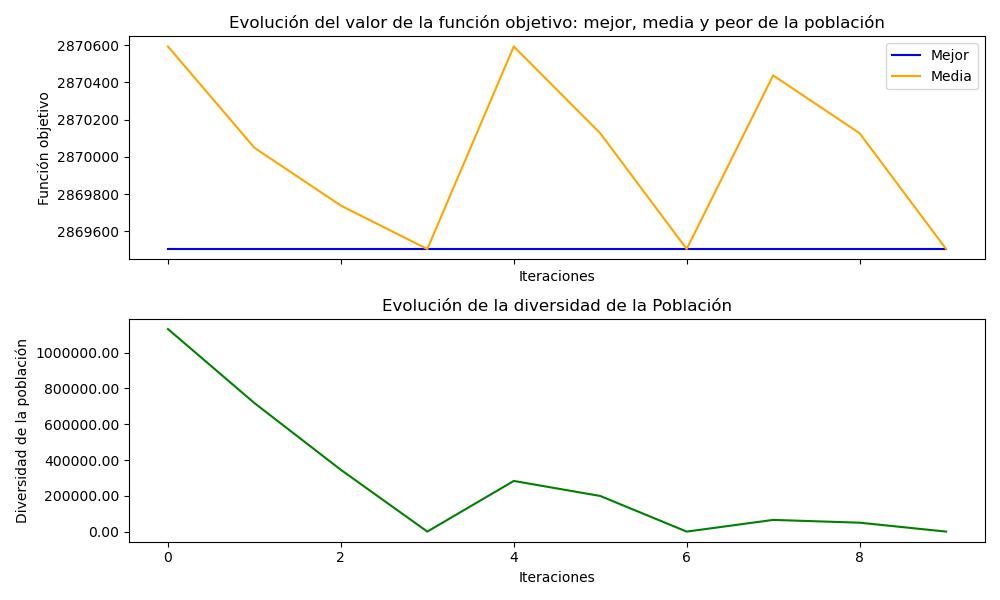 Evolución del valor de la función objetivo: mejor, media y peor de la población
Función objetivo
2870600
2870400
2870200
2870000
2869800
2869600
Mejor
Media
Iteraciones
Evolución de la diversidad de la Población
Diversidad de la población
1000000.00
800000.00
600000.00
400000.00
200000.00
0.00
0 2 4 6 8
Iteraciones